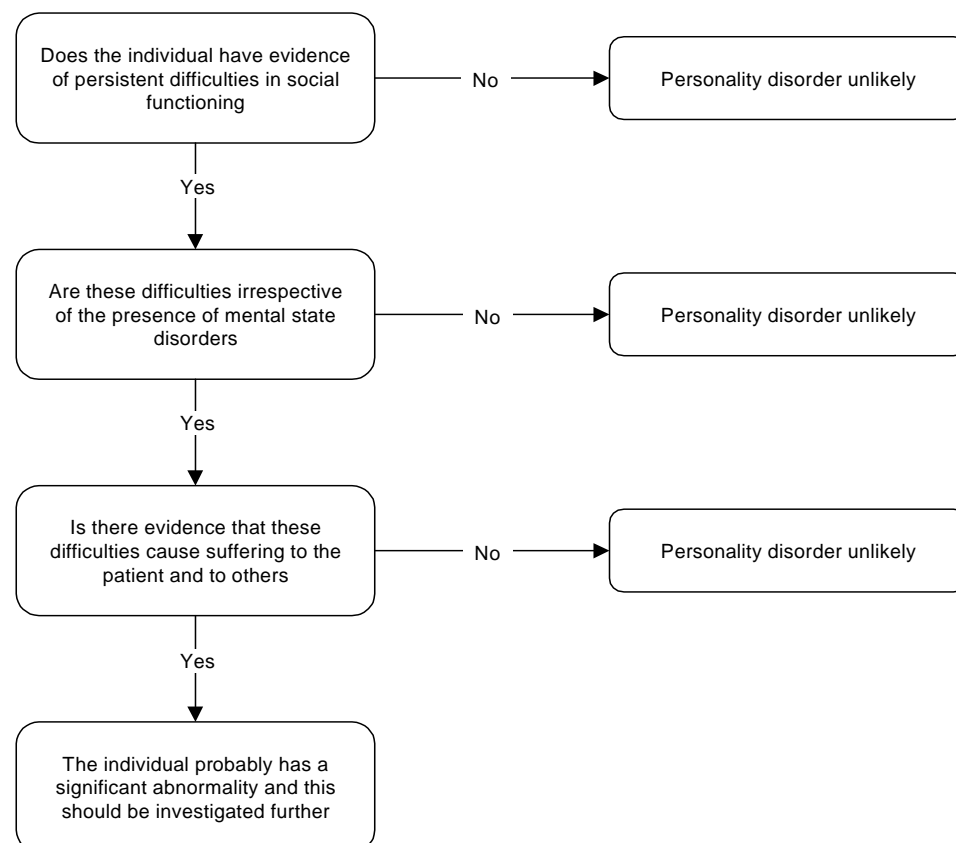 Does the individual have evidence
of persistent difficulties in social
functioning
No
Personality disorder unlikely
Yes
Are these difficulties irrespective
of the presence of mental state
disorders
No
Personality disorder unlikely
Yes
Is there evidence that these
difficulties cause suffering to the
patient and to others
No
Personality disorder unlikely
Yes
The individual probably has a
significant abnormality and this
should be investigated further